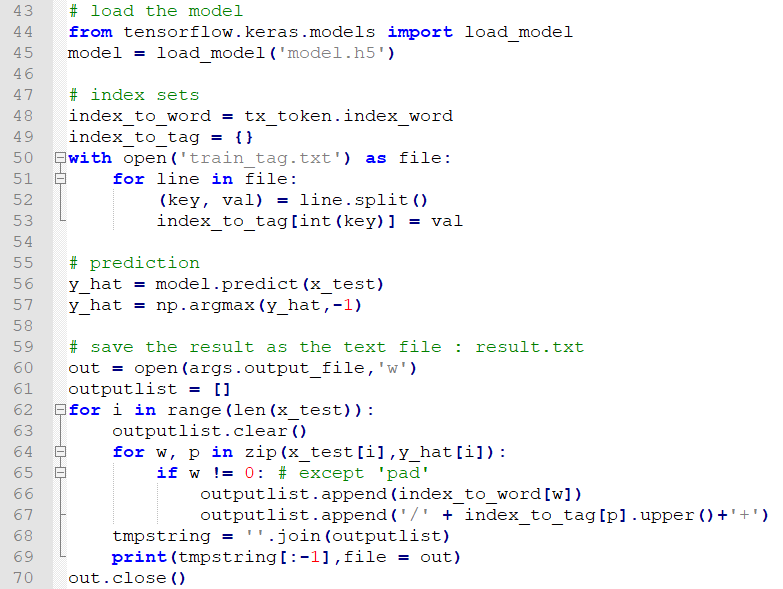 43 # load the model
44 from tensorflow.keras.models import load_model
45 model = load_model('model.h5')
46
47 # index sets
48 index_to_word = tx_token.index_word
49 index_to_tag = {}
50 with open('train_tag.txt') as file:
51     for line in file:
52         (key, val) = line.split()
53         index_to_tag[int(key)] = val
54
55 # prediction
56 y_hat = model.predict(x_test)
57 y_hat = np.argmax(y_hat,-1)
58
59 # save the result as the text file : result.txt
60 out = open(args.output_file,'w')
61 outputlist = []
62 for i in range(len(x_test)):
63     outputlist.clear()
64     for w, p in zip(x_test[i],y_hat[i]):
65         if w != 0: # except 'pad'
66             outputlist.append(index_to_word[w])
67             outputlist.append('/' + index_to_tag[p].upper()+'+')
68     tmpstring = ''.join(outputlist)
69     print(tmpstring[:-1],file = out)
70 out.close()